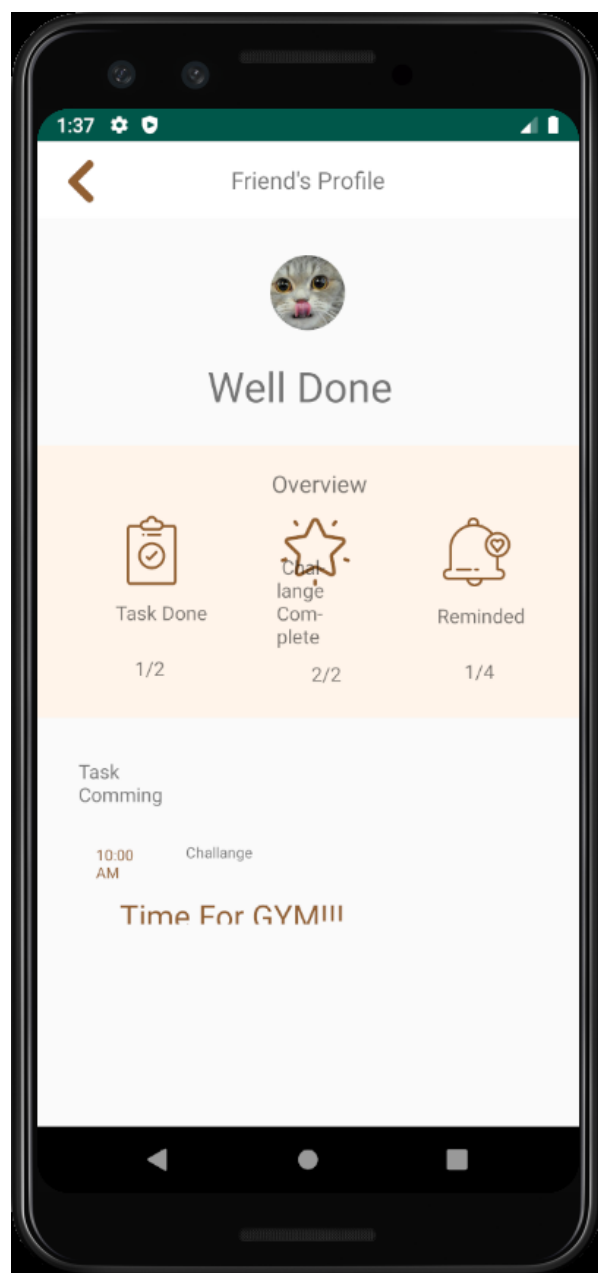 1:37
Friend's Profile
Well Done
Overview
Task Done
Chal-
lange
Com-
plete
Reminded
1/2
2/2
1/4
Task
Comming
10:00
AM
Challange
Time For GYM!!!